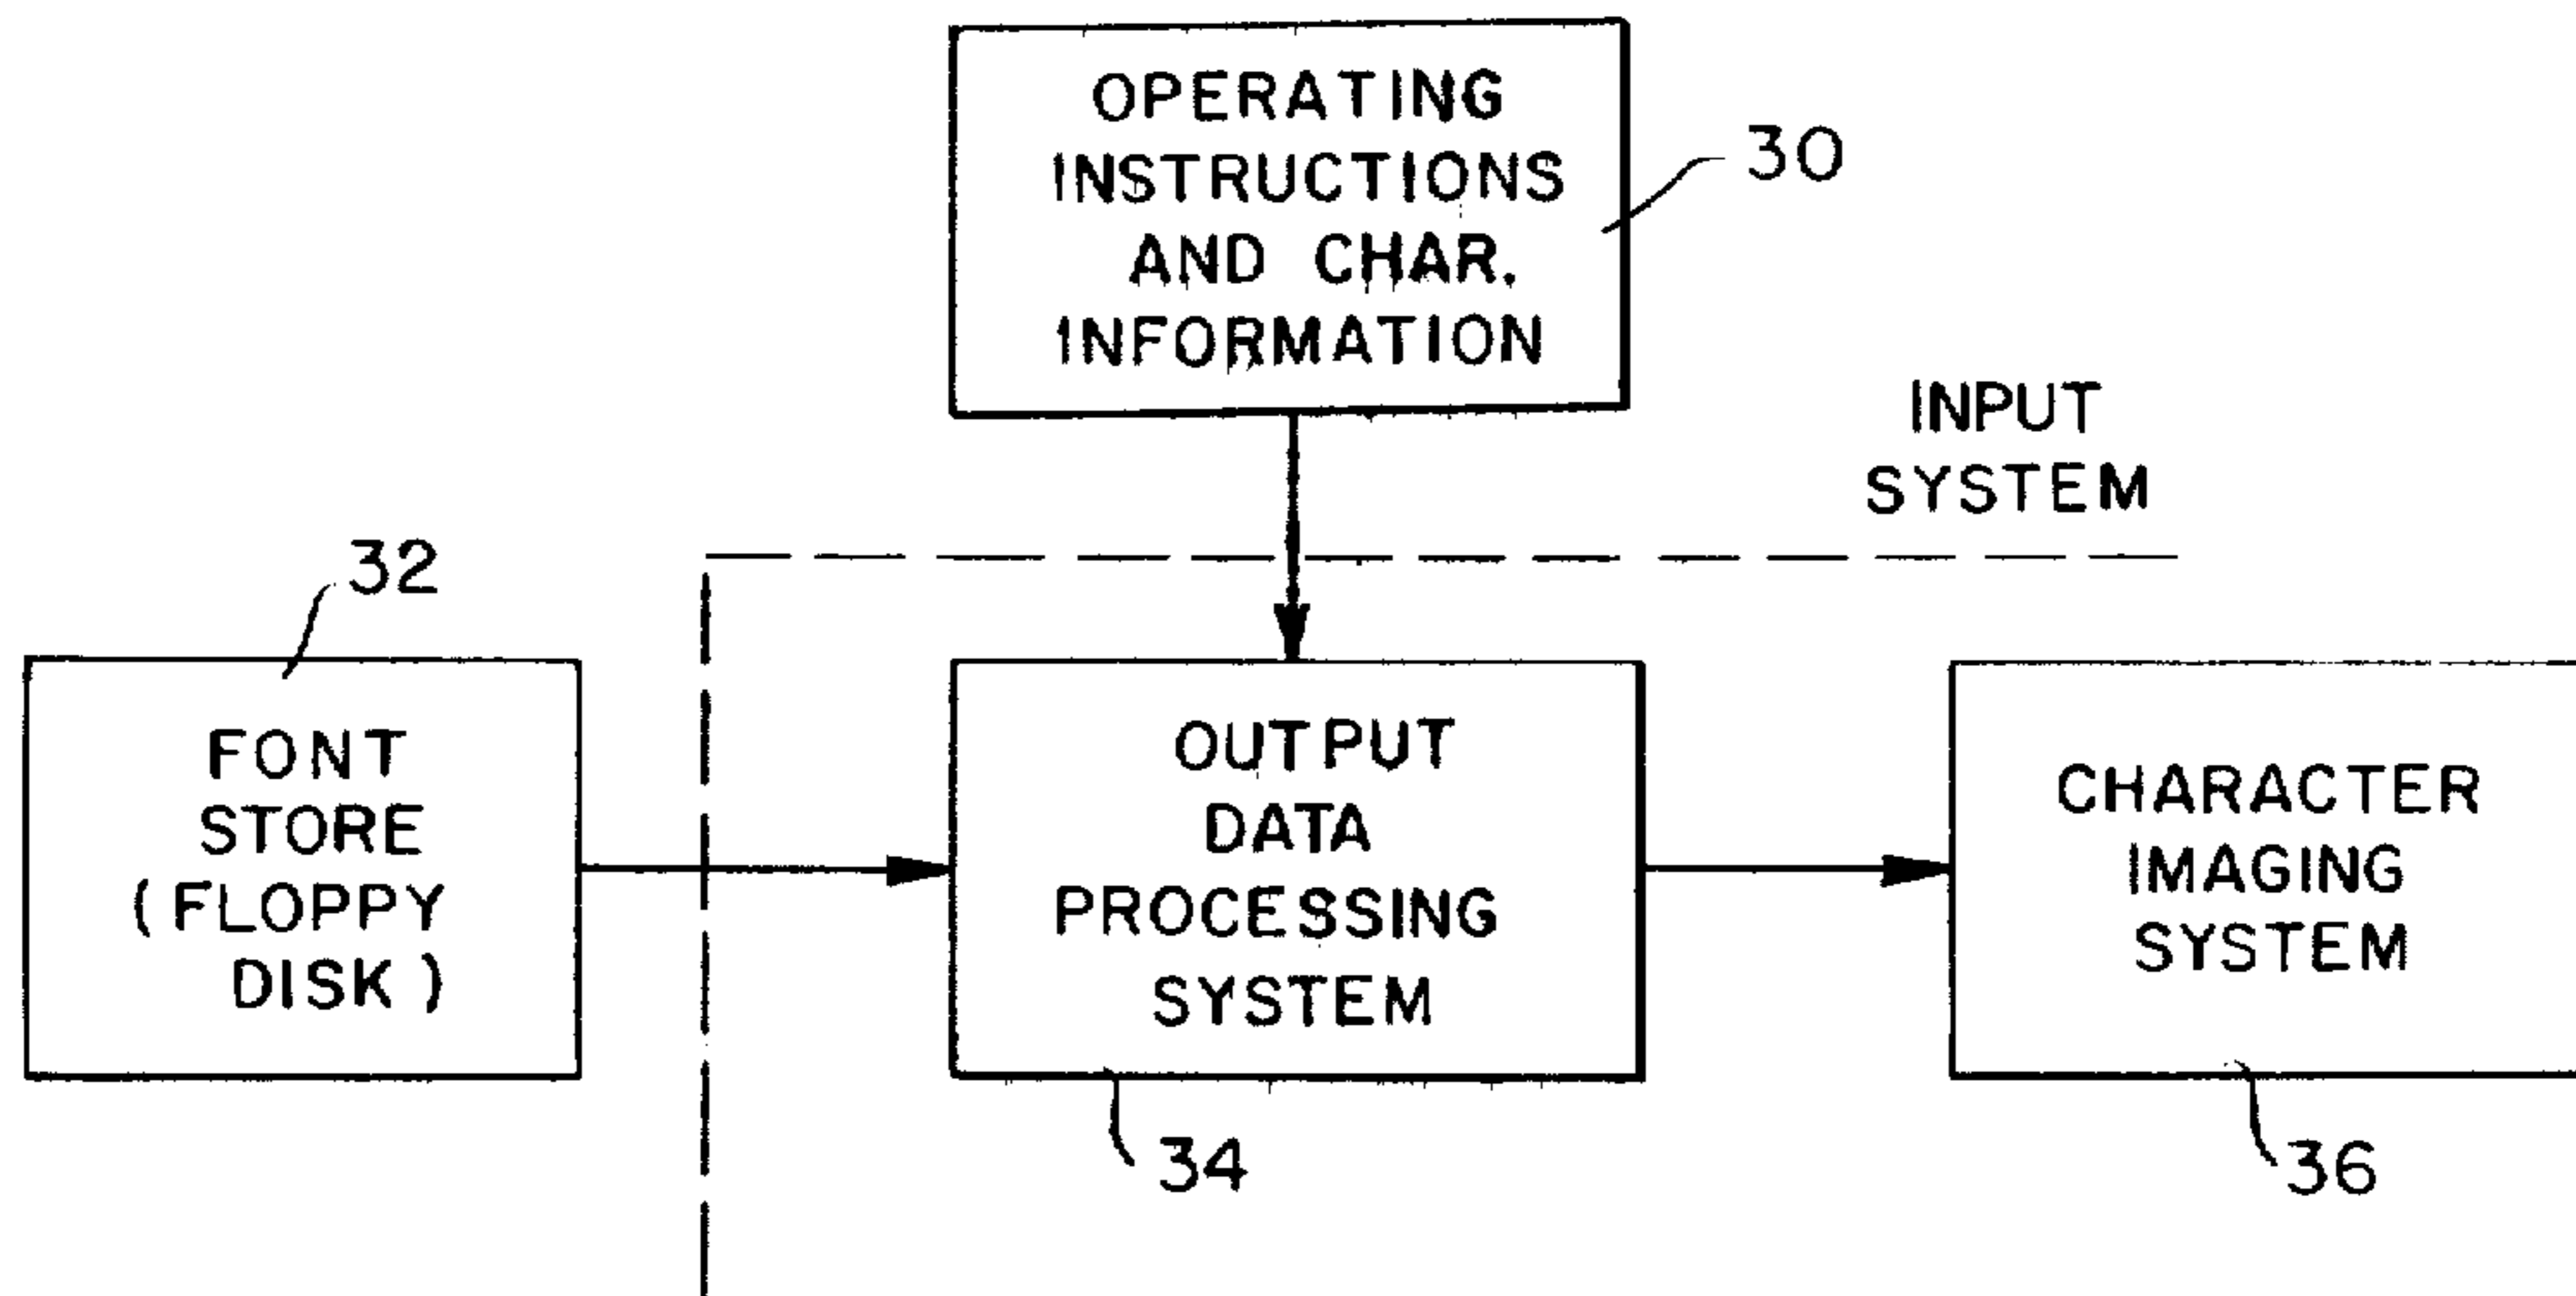 OPERATING
INSTRUCTIONS
AND CHAR.
INFORMATION
30
INPUT
SYSTEM
32
FONT
STORE
(FLOPPY
DISK)
OUTPUT
DATA
PROCESSING
SYSTEM
34
CHARACTER
IMAGING
SYSTEM
36